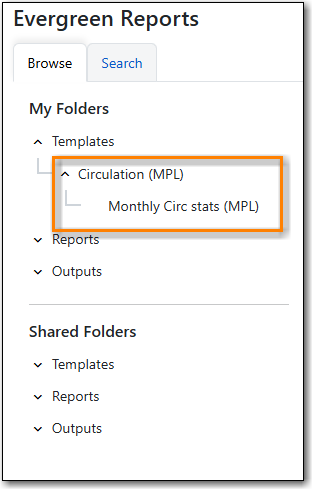 Evergreen Reports
Browse Search
My Folders
Templates
Circulation (MPL)
Monthly Circ stats (MPL)
Reports
Outputs
Shared Folders
Templates
Reports
Outputs